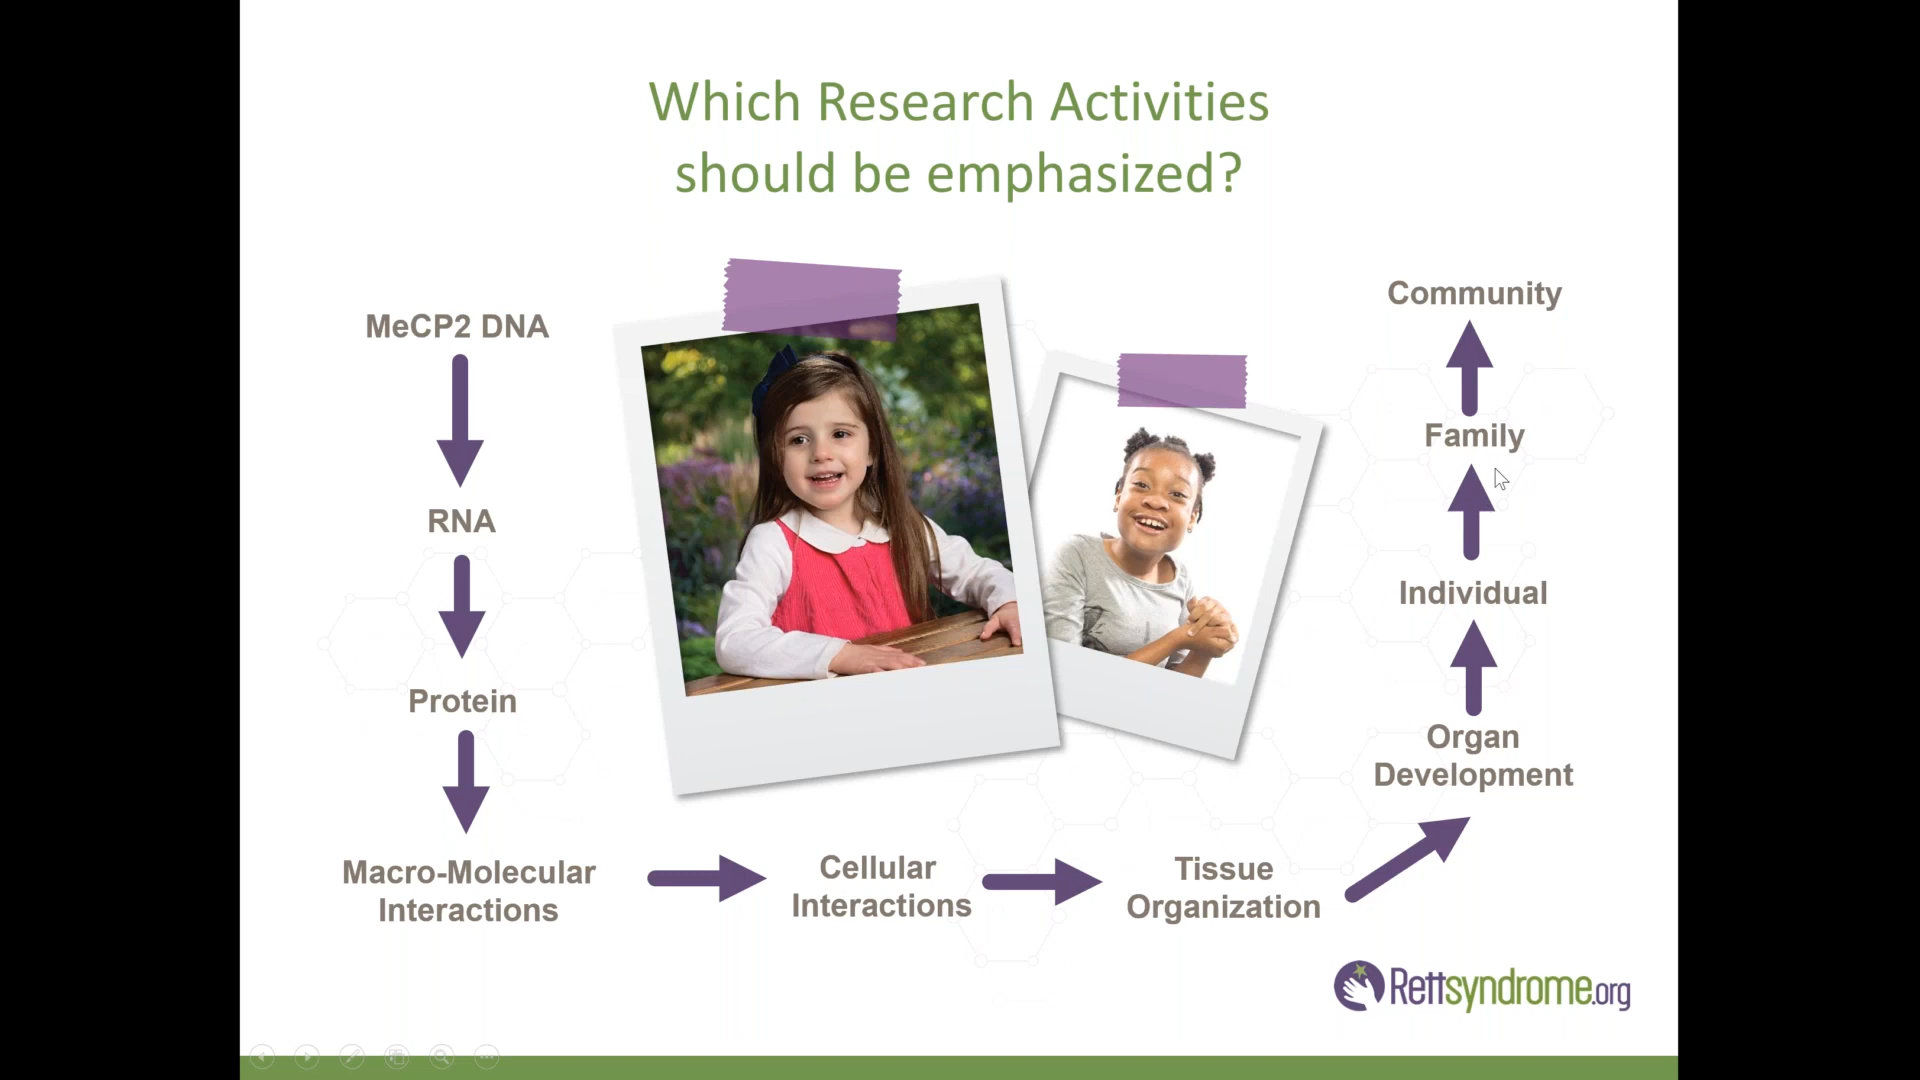 Which Research Activities
should be emphasized?
MeCP2 DNA
RNA
Protein
Macro-Molecular
Interactions
Cellular
Interactions
Tissue
Organization
Organ
Development
Individual
Family
Community
Rettsyndrome.org